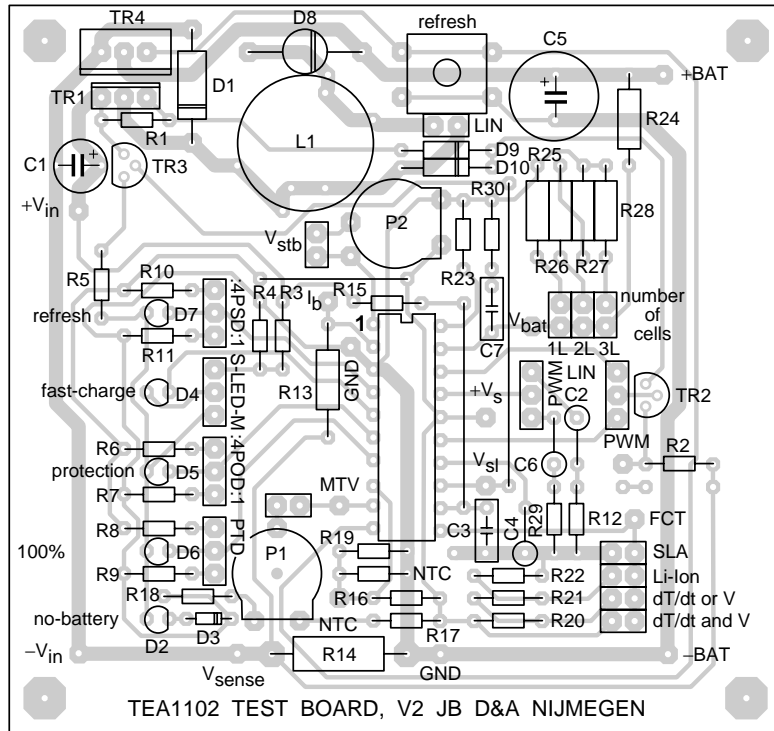 TR4
D8
refresh
C5
+BAT
D1
TR1
R1
L1
LIN
R24
C1
TR3
D9
D10
+Vin
P2
R30
R25
R28
Vstb
R23
R26
R27
R5
R10
:4PSD:1
R4
R3
Ib
R15
refresh
D7
1
C7
Vbat
number
of
cells
1L 2L 3L
R11
S-LED-M
GND
R13
fast-charge
D4
+Vs
PWM
LIN
C2
TR2
PWM
R6
:4POD:1
protection
D5
R7
Vsl
C6
R2
MTV
R8
PTD
100%
D6
P1
R19
C3
C4
R29
R12
FCT
SLA
R9
NTC
R22
Li-Ion
R18
R16
R21
dT/dt or V
no-battery
D2
D3
NTC
R17
R20
dT/dt and V
−Vin
R14
−BAT
Vsense
GND
TEA1102 TEST BOARD, V2 JB D&A NIJMEGEN